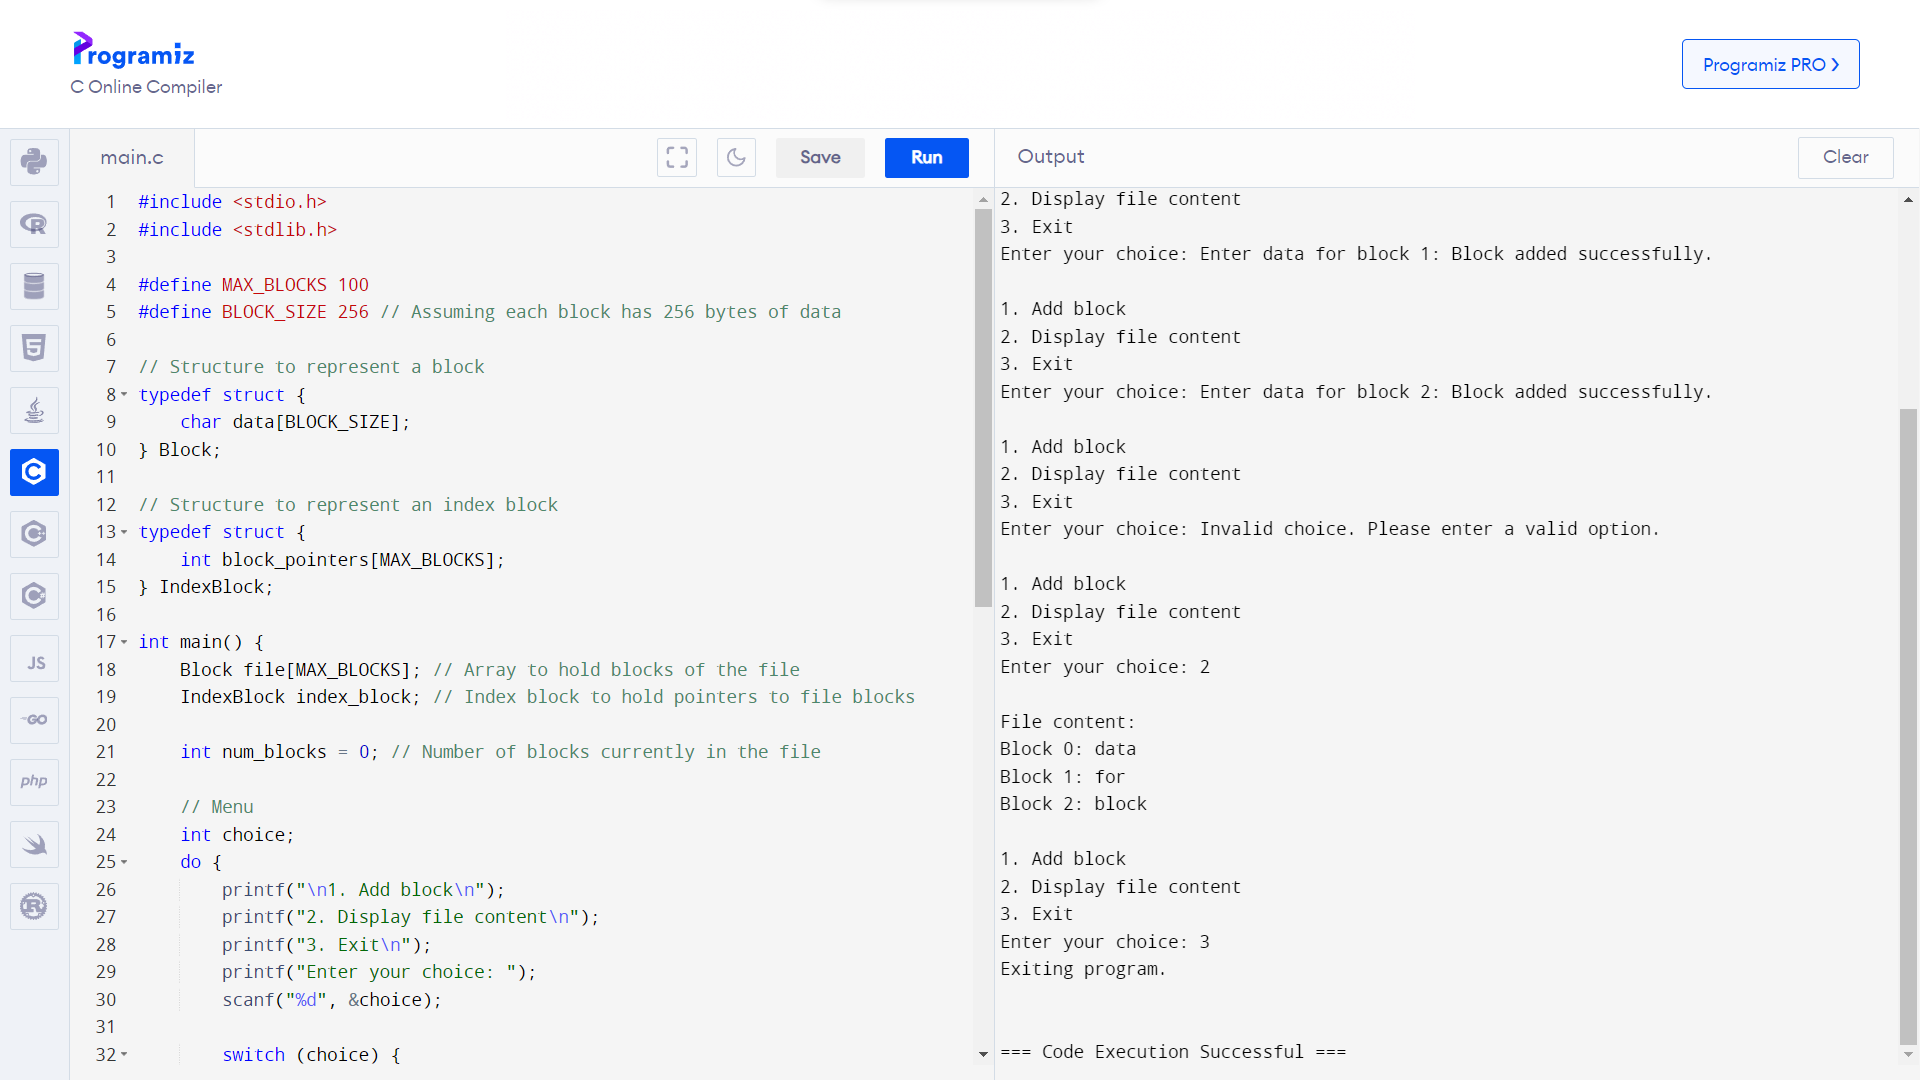 Programiz
C Online Compiler
Programiz PRO
main.c
Save
Run
Output
Clear
JS
GO
php
1 #include <stdio.h>
2 #include <stdlib.h>
3
4 #define MAX_BLOCKS 100
5 #define BLOCK_SIZE 256 // Assuming each block has 256 bytes of data
6
7 // Structure to represent a block
8 typedef struct {
9     char data[BLOCK_SIZE];
10 } Block;
11
12 // Structure to represent an index block
13 typedef struct {
14     int block_pointers[MAX_BLOCKS];
15 } IndexBlock;
16
17 int main() {
18     Block file[MAX_BLOCKS]; // Array to hold blocks of the file
19     IndexBlock index_block; // Index block to hold pointers to file blocks
20
21     int num_blocks = 0; // Number of blocks currently in the file
22
23     // Menu
24     int choice;
25     do {
26         printf("\n1. Add block\n");
27         printf("2. Display file content\n");
28         printf("3. Exit\n");
29         printf("Enter your choice: ");
30         scanf("%d", &choice);
31
32         switch (choice) {
2. Display file content
3. Exit
Enter your choice: Enter data for block 1: Block added successfully.
1. Add block
2. Display file content
3. Exit
Enter your choice: Enter data for block 2: Block added successfully.
1. Add block
2. Display file content
3. Exit
Enter your choice: Invalid choice. Please enter a valid option.
1. Add block
2. Display file content
3. Exit
Enter your choice: 2
File content:
Block 0: data
Block 1: for
Block 2: block
1. Add block
2. Display file content
3. Exit
Enter your choice: 3
Exiting program.
=== Code Execution Successful ===